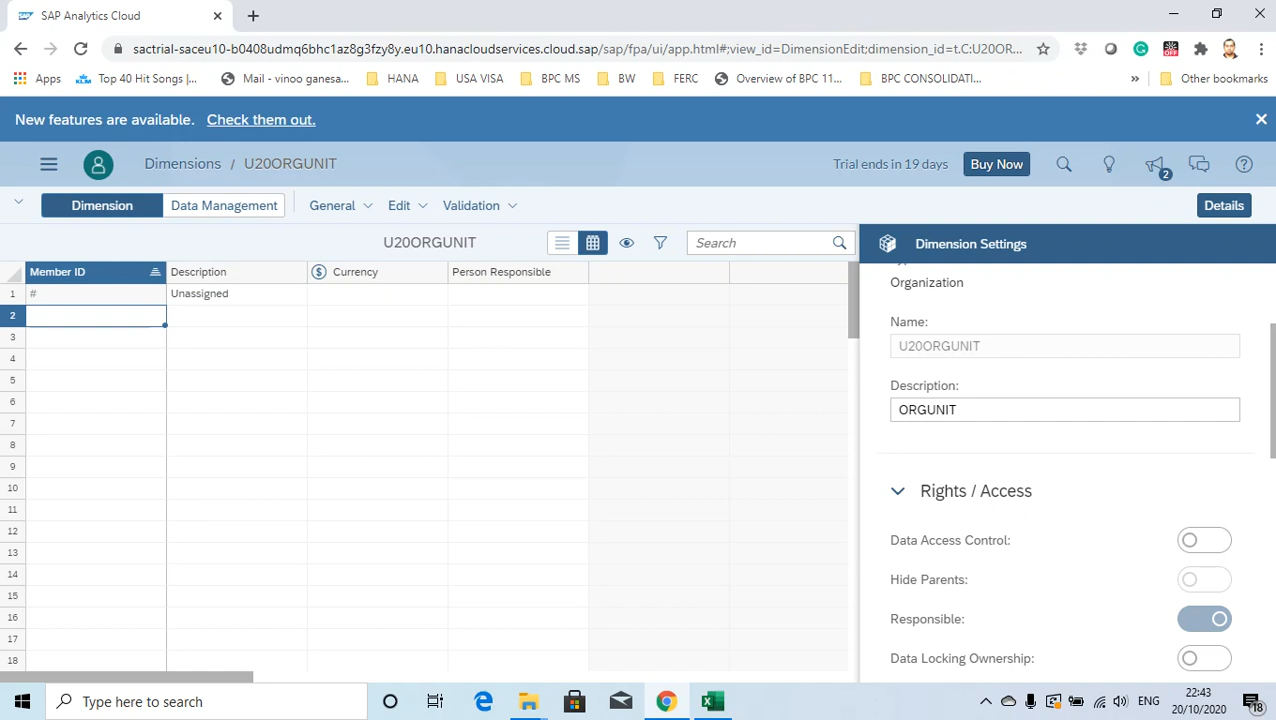 SAP Analytics Cloud
sactrial-saceu10-b0408udmq6bhc1az8g3fzy8y.eu10.hanacloudservices.cloud.sap/sap/fpa/ui/app.html#;view_id=DimensionEdit;dimension_id=t.C:U20OR...
Apps
Top 40 Hit Songs |...
Mail - vinoo ganesa...
HANA
USA VISA
BPC MS
BW
FERC
Overview of BPC 11...
BPC CONSOLIDATI...
»
Other bookmarks
New features are available. Check them out.
Dimensions / U20ORGUNIT
Trial ends in 19 days
Buy Now
2
Dimension
Data Management
General
Edit
Validation
Details
U20ORGUNIT
Search
Dimension Settings
Member ID
Description
$ Currency
Person Responsible
1 # Unassigned
2
3
4
5
6
7
8
9
10
11
12
13
14
15
16
17
18
Organization
Name:
U20ORGUNIT
Description:
ORGUNIT
Rights / Access
Data Access Control:
Hide Parents:
Responsible:
Data Locking Ownership:
Type here to search
ENG
22:43
20/10/2020
18